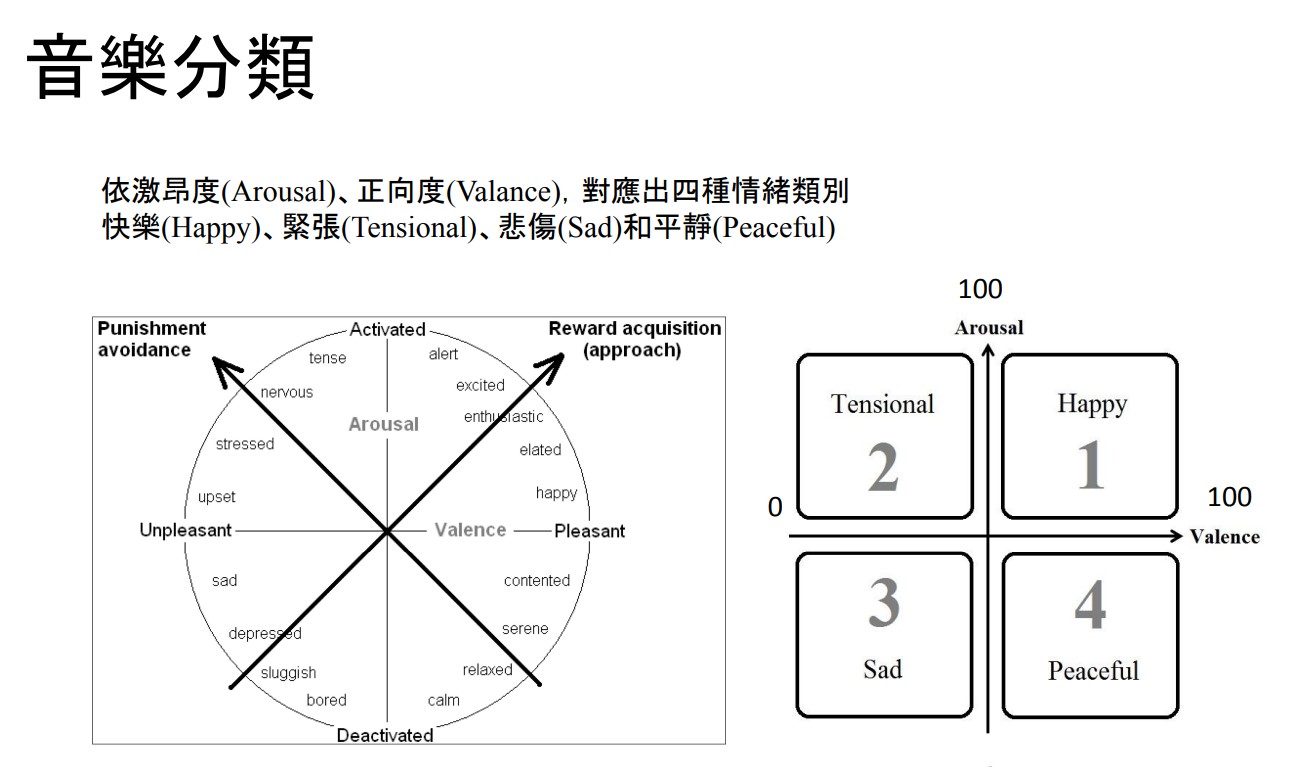 音樂分類
依激昂度(Arousal)、正向度(Valance), 對應出四種情緒類別
快樂(Happy)、緊張(Tensional)、悲傷(Sad)和平靜(Peaceful)
Punishment
avoidance
Activated
Reward acquisition
(approach)
tense
alert
nervous
excited
Arousal
enthusiastic
stressed
elated
upset
happy
Unpleasant
Valence
Pleasant
sad
contented
depressed
serene
sluggish
relaxed
bored
calm
Deactivated
100
Arousal
Tensional
2
Happy
1
0
100
Valence
3
Sad
4
Peaceful